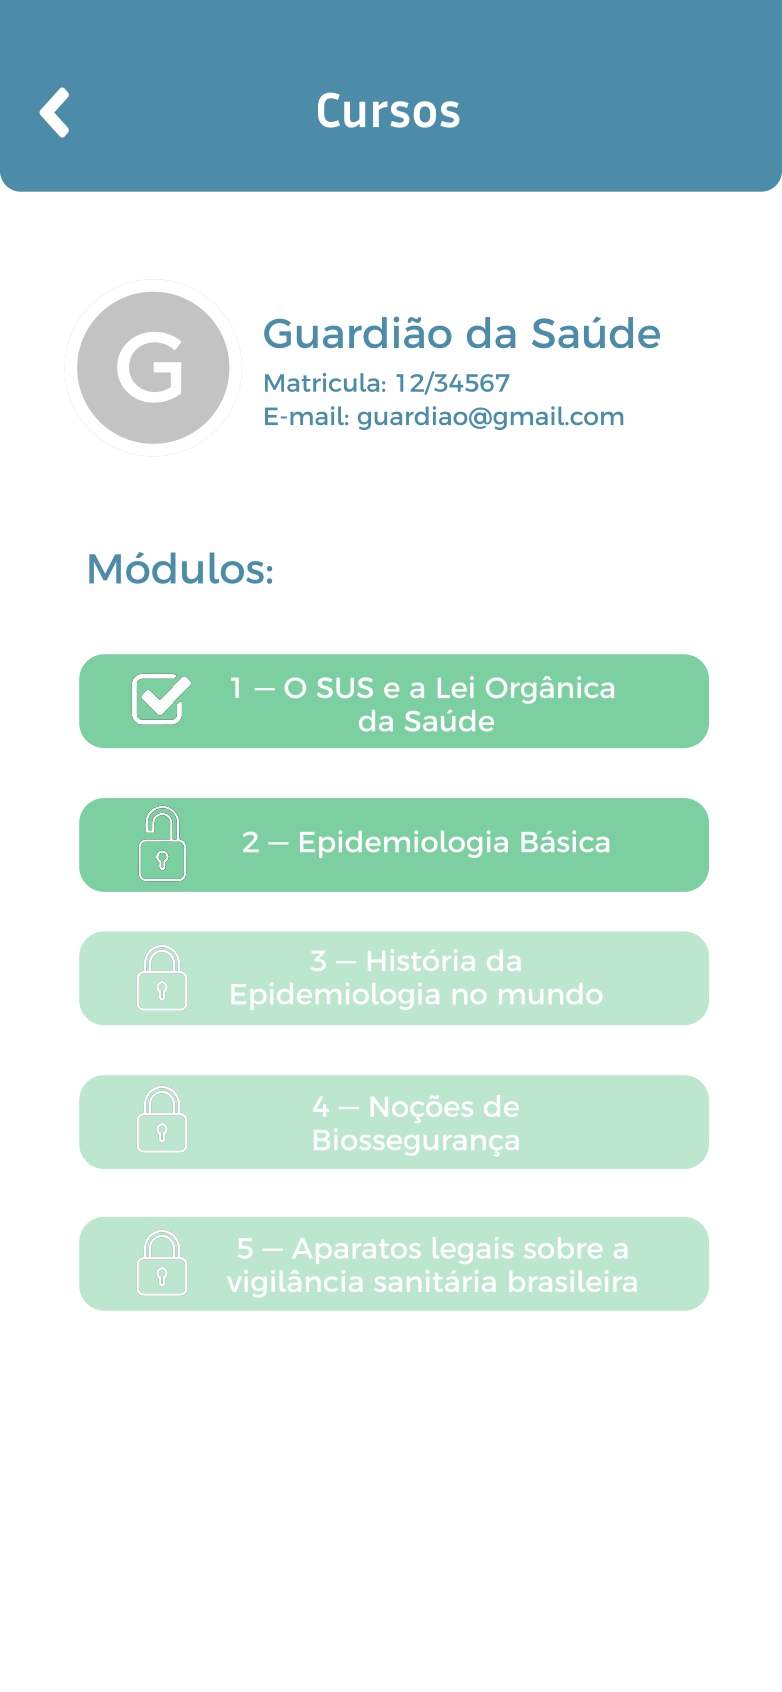 Cursos
G
Guardião da Saúde
Matricula: 12/34567
E-mail: guardiao@gmail.com
Módulos:
1 — O SUS e a Lei Orgânica
da Saúde
2 — Epidemiologia Básica
3 — História da
Epidemiologia no mundo
4 — Noções de
Biossegurança
5 — Aparatos legais sobre a
vigilância sanitária brasileira